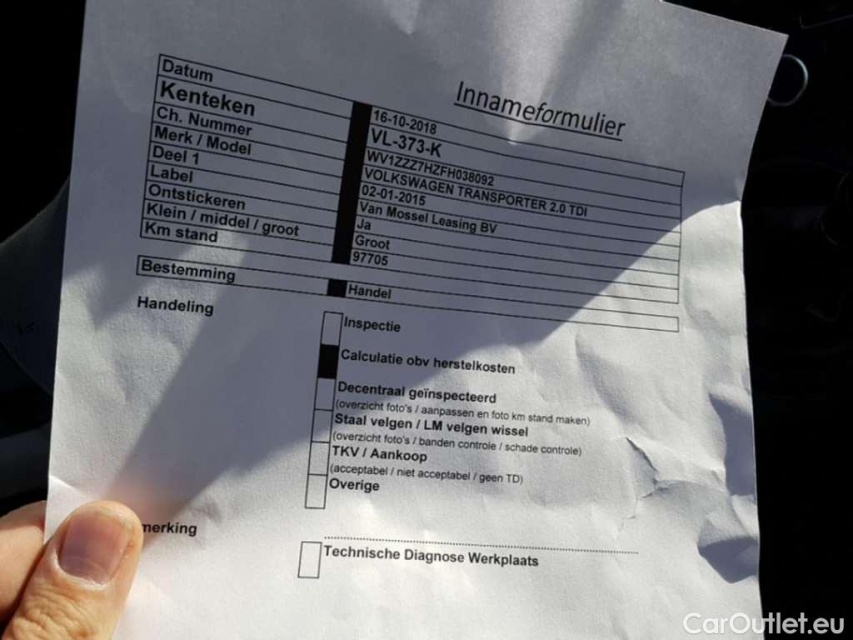 Innameformulier
Datum 16-10-2018
Kenteken VL-373-K
Ch. Nummer WV1ZZZ7HZFH038092
Merk / Model VOLKSWAGEN TRANSPORTER 2.0 TDI
Deel 1 02-01-2015
Label Van Mossel Leasing BV
Ontstickeren Ja
Klein / middel / groot Groot
Km stand 97705
Bestemming Handel
Handeling
Inspectie
Calculatie obv herstelkosten
Decentraal geïnspecteerd
(overzicht foto's / aanpassen en foto km stand maken)
Staal velgen / LM velgen wissel
(overzicht foto's / banden controle / schade controle)
TKV / Aankoop
(acceptabel / niet acceptabel / geen TD)
Overige
merking
Technische Diagnose Werkplaats
CarOutlet.eu